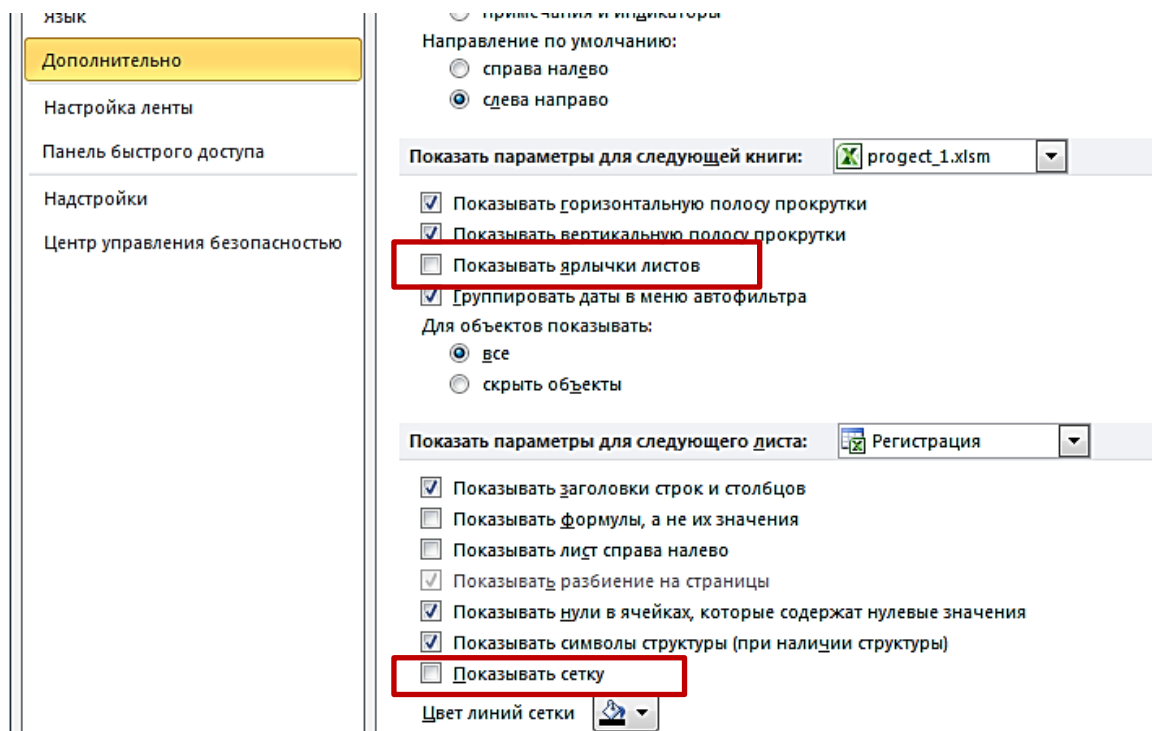 Язык
Дополнительно
Настройка ленты
Панель быстрого доступа
Надстройки
Центр управления безопасностью
примечания и индикаторы
Направление по умолчанию:
справа налево
слева направо
Показать параметры для следующей книги:
progect_1.xlsm
Показывать горизонтальную полосу прокрутки
Показывать вертикальную полосу прокрутки
Показывать ярлычки листов
Группировать даты в меню автофильтра
Для объектов показывать:
все
скрыть объекты
Показать параметры для следующего листа:
Регистрация
Показывать заголовки строк и столбцов
Показывать формулы, а не их значения
Показывать лист справа налево
Показывать разбиение на страницы
Показывать нули в ячейках, которые содержат нулевые значения
Показывать символы структуры (при наличии структуры)
Показывать сетку
Цвет линий сетки